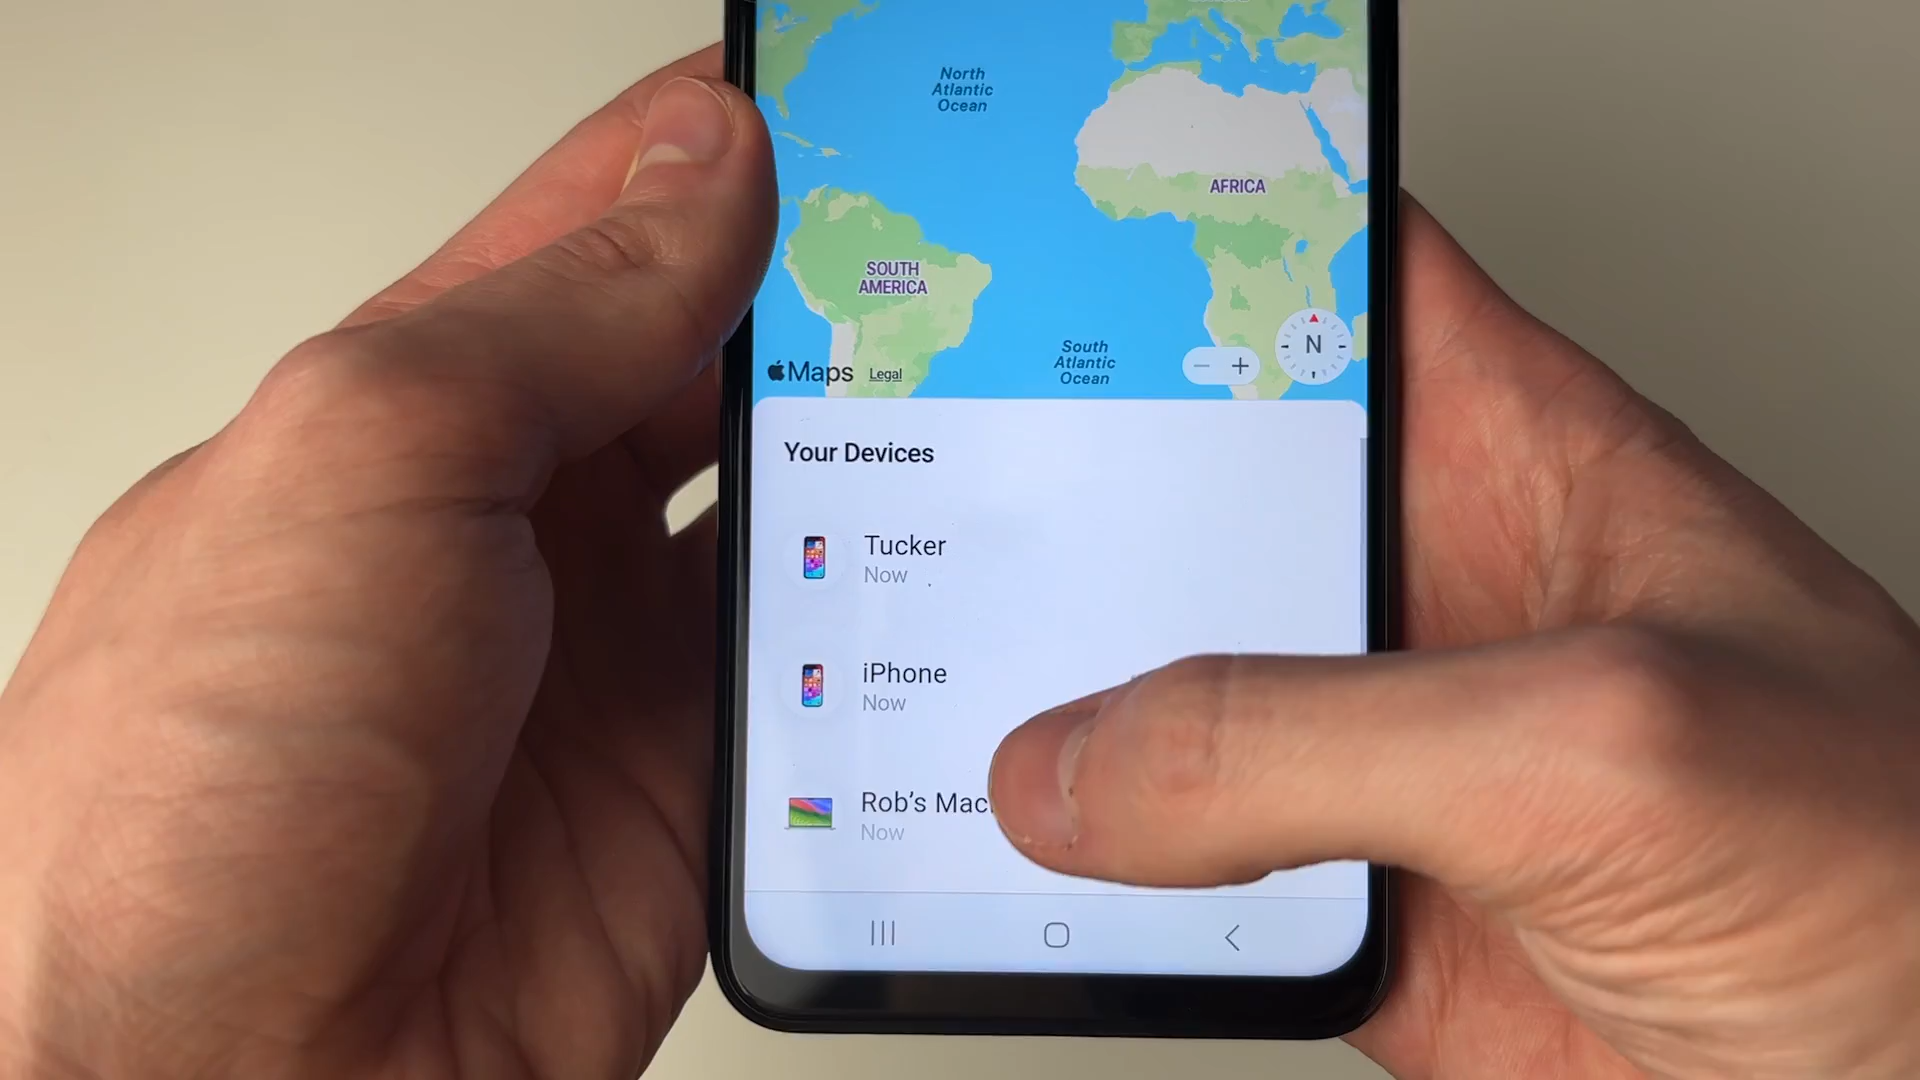 North
Atlantic
Ocean
AFRICA
SOUTH
AMERICA
South
Atlantic
Ocean
Maps Legal
N
Your Devices
Tucker
Now
iPhone
Now
Rob's Mac
Now